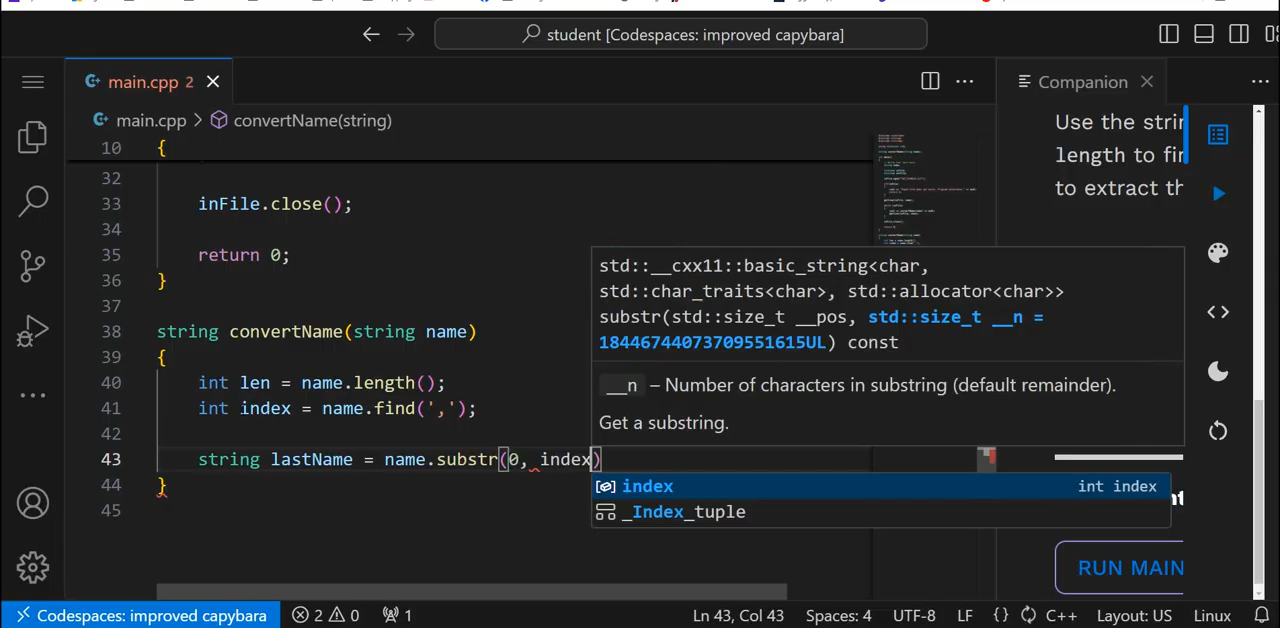 student [Codespaces: improved capybara]
main.cpp 2
Companion
main.cpp > convertName(string)
10 {
32
33 inFile.close();
34
35 return 0;
36 }
37
38 string convertName(string name)
39 {
40 int len = name.length();
41 int index = name.find(',');
42
43 string lastName = name.substr(0, index)
44 }
45
std::__cxx11::basic_string<char,
std::char_traits<char>, std::allocator<char>>
substr(std::size_t __pos, std::size_t __n =
18446744073709551615UL) const
__n – Number of characters in substring (default remainder).
Get a substring.
index int index
_Index_tuple
Use the strin
length to fin
to extract th
RUN MAIN
Codespaces: improved capybara 2 0 1 Ln 43, Col 43 Spaces: 4 UTF-8 LF {} C++ Layout: US Linux